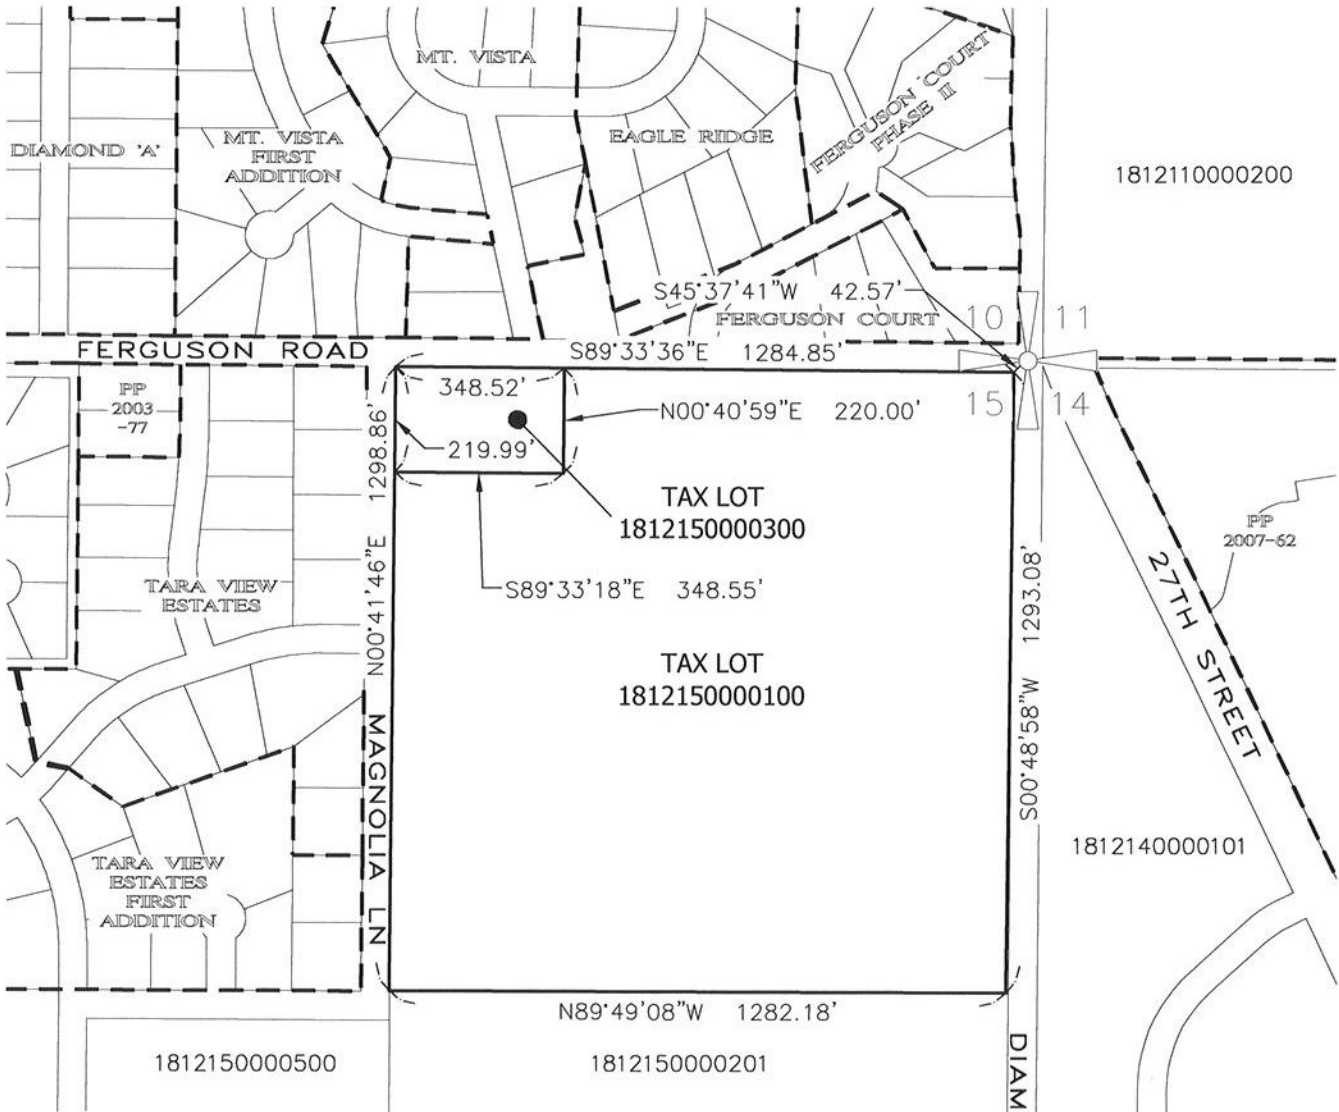 MT. VISTA
FERGUSON COURT
PHASE II
DIAMOND 'A'
MT. VISTA
FIRST
ADDITION
EAGLE RIDGE
1812110000200
S45°37'41"W 42.57'
FERGUSON COURT
10 11
FERGUSON ROAD
S89°33'36"E 1284.85'
PP
2003
-77
348.52'
N00°40'59"E 220.00'
15 14
219.99'
N00°41'46"E 1298.86'
TAX LOT
1812150000300
PP
2007-62
S89°33'18"E 348.55'
TARA VIEW
ESTATES
27TH STREET
S00°48'58"W 1293.08'
TAX LOT
1812150000100
MAGNOLIA LN
1812140000101
TARA VIEW
ESTATES
FIRST
ADDITION
N89°49'08"W 1282.18'
DIAM
1812150000500
1812150000201